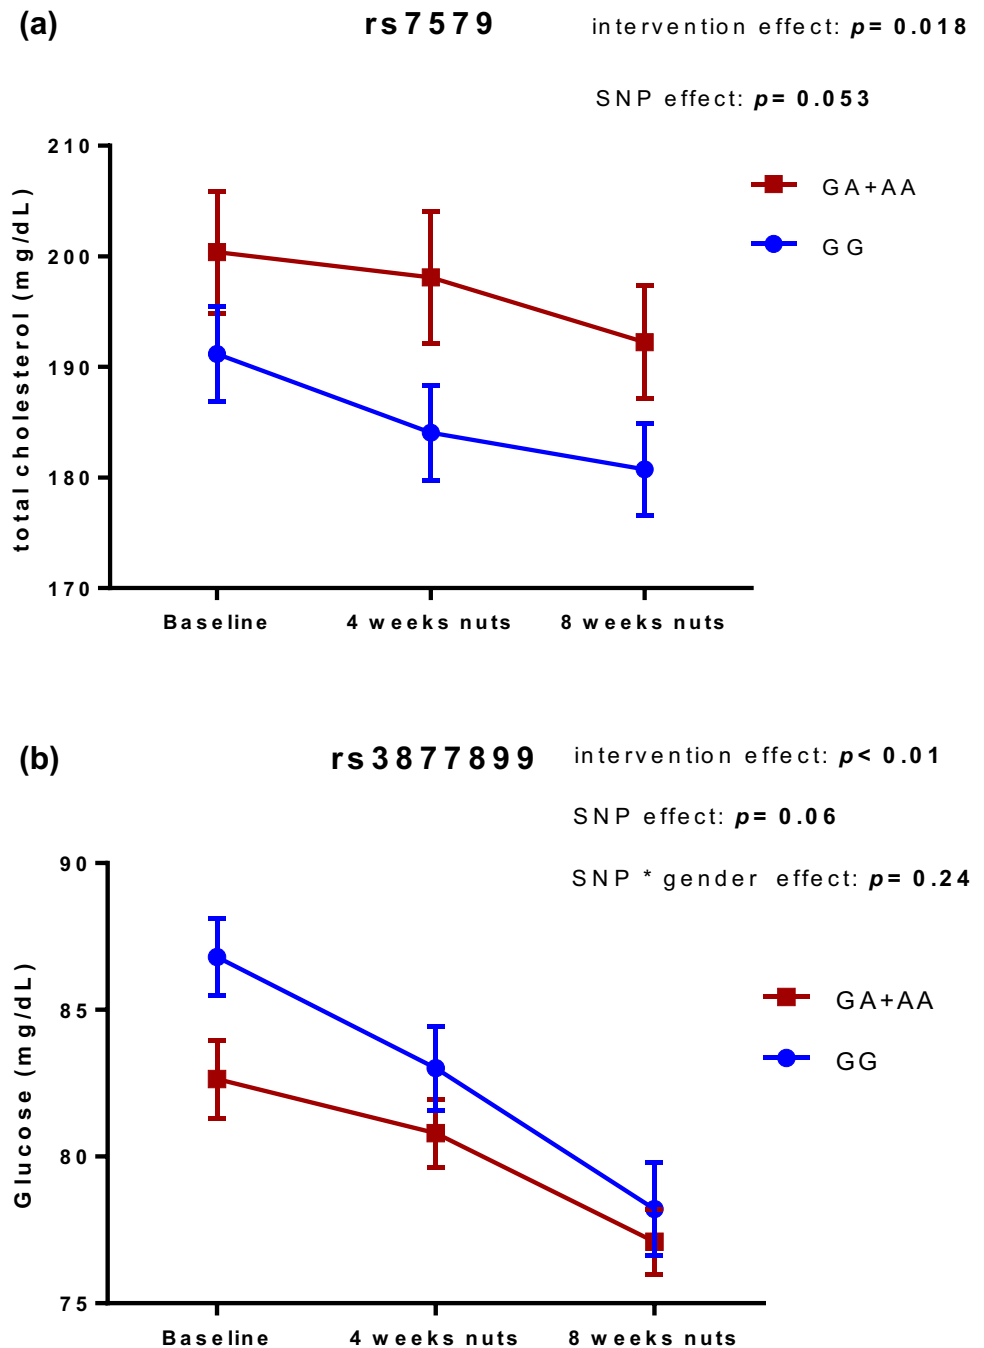 (a)
rs7579
intervention effect: p= 0.018
SNP effect: p= 0.053
total cholesterol (mg/dL)
210
200
190
180
170
GA+AA
GG
Baseline
4 weeks nuts
8 weeks nuts
(b)
rs3877899
intervention effect: p< 0.01
SNP effect: p= 0.06
SNP * gender effect: p= 0.24
Glucose (mg/dL)
90
85
80
75
GA+AA
GG
Baseline
4 weeks nuts
8 weeks nuts